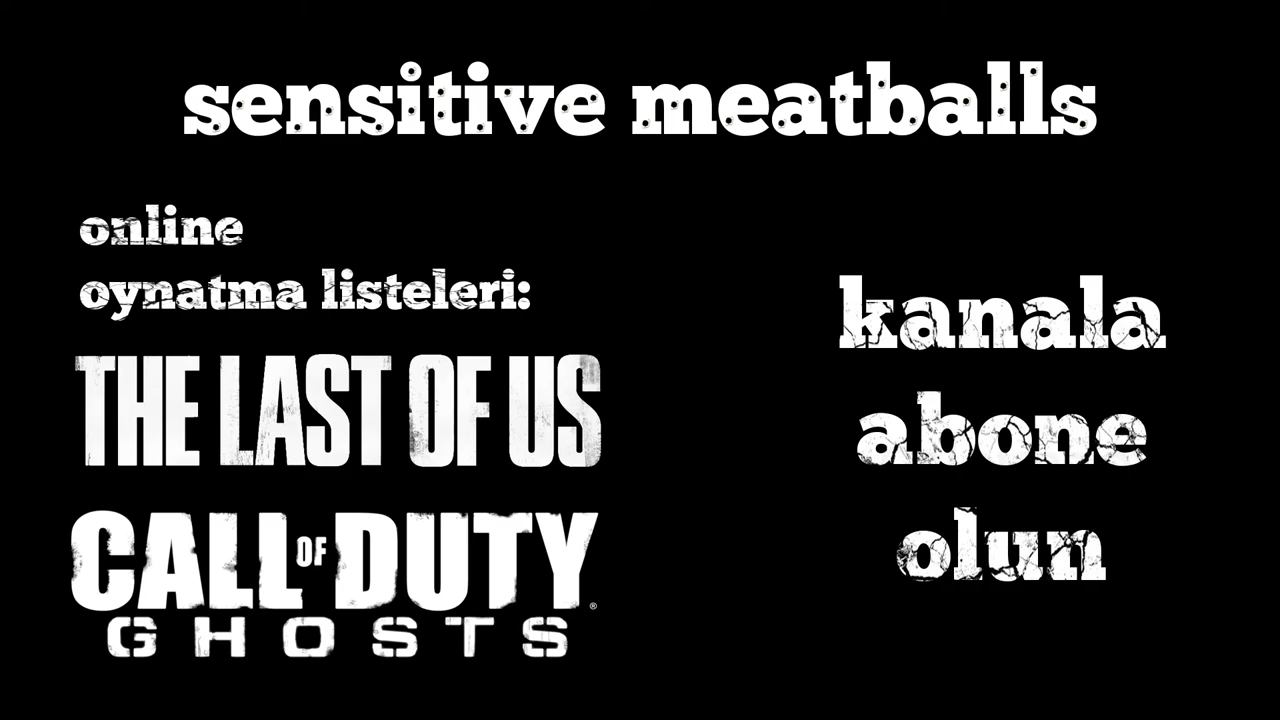 sensitive meatballs
online
oynatma listeleri:
THE LAST OF US
CALL OF DUTY®
GHOSTS
kanala
abone
olun